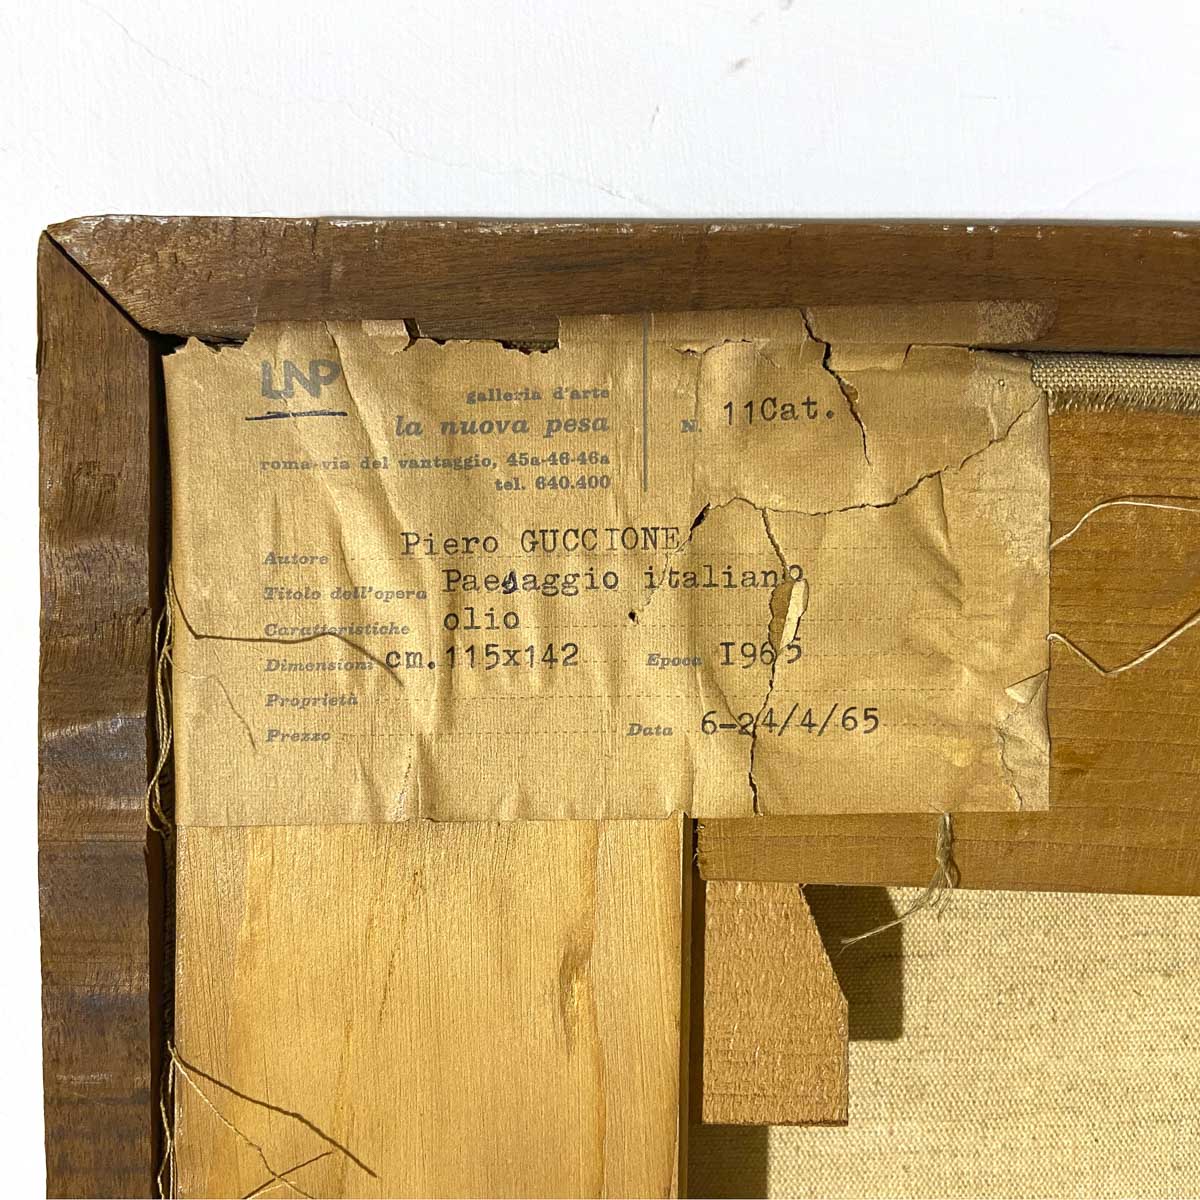 LNP
galleria d'arte
la nuova pesa
roma-via del vantaggio, 45a-46-46a
tel. 640.400
N. 11Cat.
Autore Piero GUCCIONE
Titolo dell'opera Paesaggio italiano
Caratteristiche olio
Dimensioni cm.115x142 Epoca I965
Proprietà
Prezzo Data 6-24/4/65